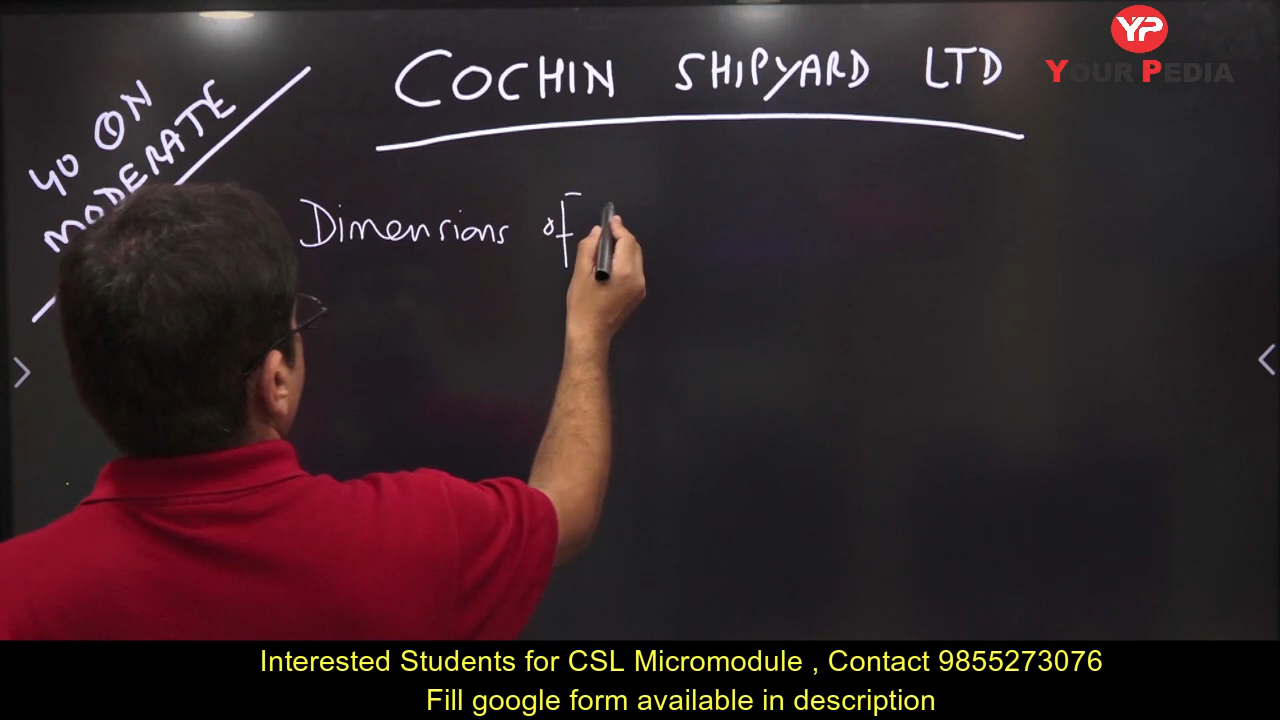 COCHIN SHIPYARD LTD
YP
YOUR PEDIA
40 ON
MODERATE
Dimensions of
Interested Students for CSL Micromodule , Contact 9855273076
Fill google form available in description